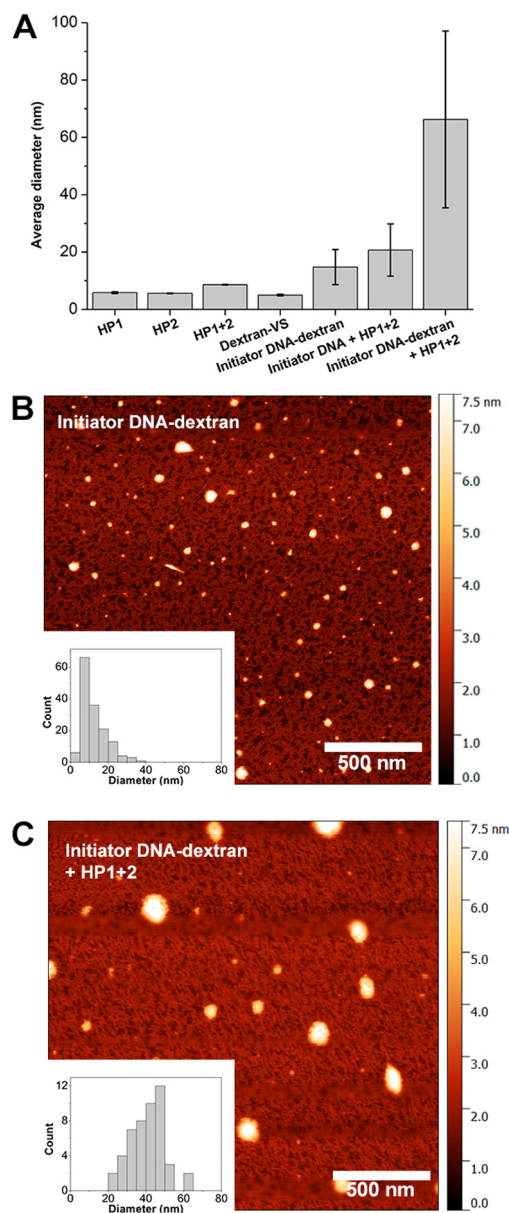 A
100
80
60
40
20
0
Average diameter (nm)
HP1
HP2
HP1+2
Dextran-VS
Initiator DNA-dextran
Initiator DNA + HP1+2
Initiator DNA-dextran
+ HP1+2
B
Initiator DNA-dextran
7.5 nm
7.0
6.0
5.0
4.0
3.0
2.0
1.0
0.0
60
40
20
0
Count
0 20 40 60 80
Diameter (nm)
500 nm
C
Initiator DNA-dextran
+ HP1+2
7.5 nm
7.0
6.0
5.0
4.0
3.0
2.0
1.0
0.0
12
8
4
0
Count
0 20 40 60 80
Diameter (nm)
500 nm